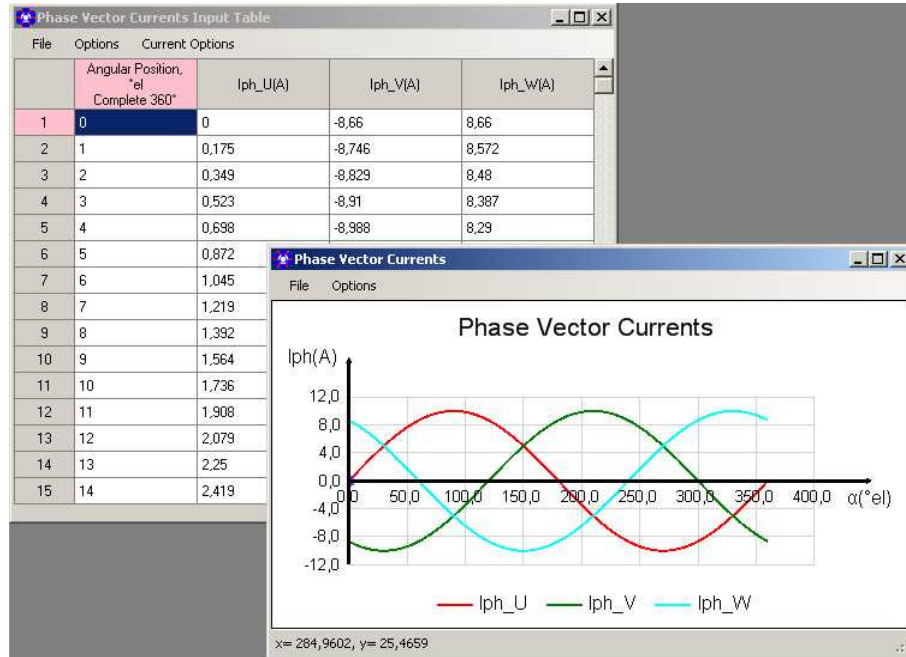 Phase Vector Currents Input Table
File Options Current Options
Angular Position, °el Complete 360° Iph_U(A) Iph_V(A) Iph_W(A)
1 0 0 -8,66 8,66
2 1 0,175 -8,746 8,572
3 2 0,349 -8,829 8,48
4 3 0,523 -8,91 8,387
5 4 0,698 -8,988 8,29
6 5 0,872
7 6 1,045
8 7 1,219
9 8 1,392
10 9 1,564
11 10 1,736
12 11 1,908
13 12 2,079
14 13 2,25
15 14 2,419
Phase Vector Currents
File Options
Phase Vector Currents
Iph(A)
12,0
8,0
4,0
0,0
-4,0
-8,0
-12,0
0,0 50,0 100,0 150,0 200,0 250,0 300,0 350,0 400,0 α(°el)
Iph_U Iph_V Iph_W
x= 284,9602, y= 25,4659